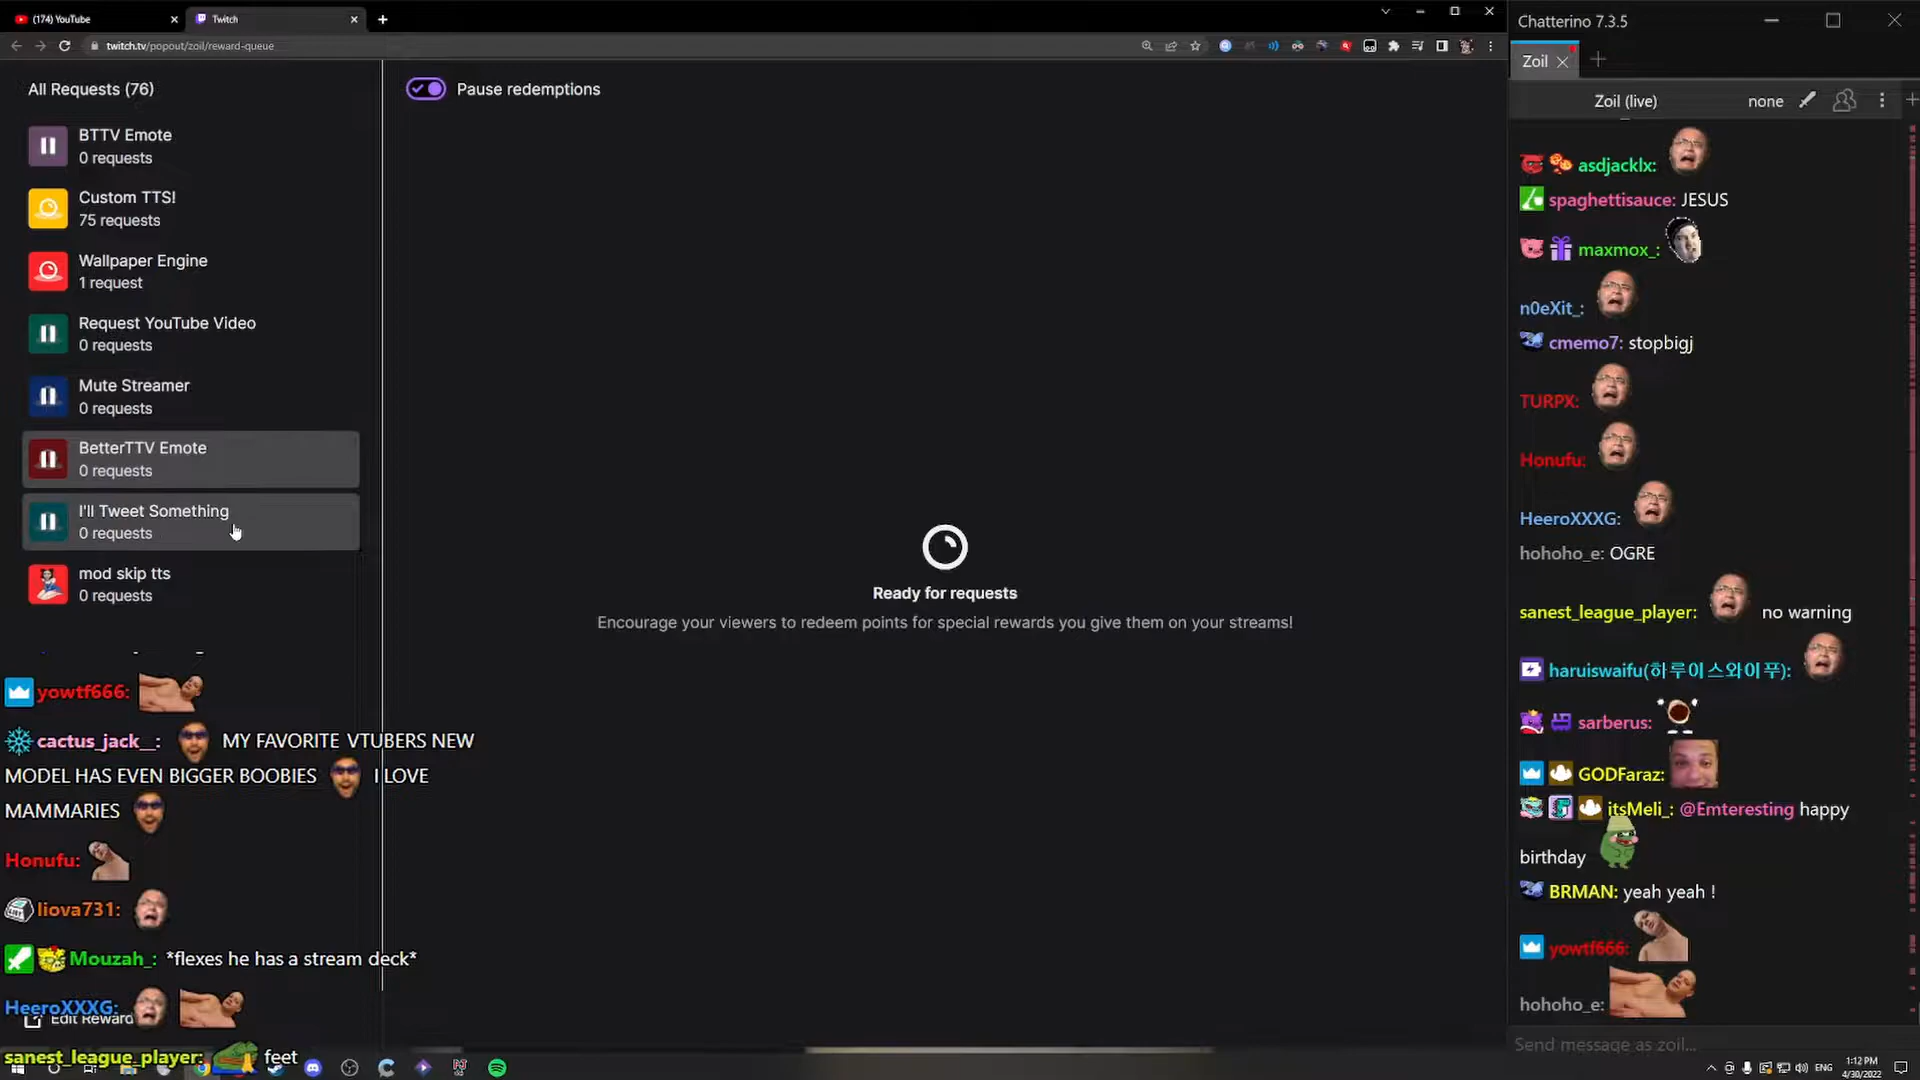 (174) YouTube
Twitch
Chatterino 7.3.5
twitch.tv/popout/zoil/reward-queue
Zoil
All Requests (76)
Pause redemptions
Zoil (live)
none
BTTV Emote
0 requests
Custom TTS!
75 requests
Wallpaper Engine
1 request
Request YouTube Video
0 requests
Mute Streamer
0 requests
BetterTTV Emote
0 requests
I'll Tweet Something
0 requests
mod skip tts
0 requests
Ready for requests
Encourage your viewers to redeem points for special rewards you give them on your streams!
yowtf666:
cactus_jack__: MY FAVORITE VTUBERS NEW
MODEL HAS EVEN BIGGER BOOBIES I LOVE
MAMMARIES
Honufu:
liova731:
Mouzah_: *flexes he has a stream deck*
HeeroXXXG:
Edit Reward
sanest_league_player: feet
asdjacklx:
spaghettisauce: JESUS
maxmox_:
n0eXit_:
cmemo7: stopbigj
TURPX:
Honufu:
HeeroXXXG:
hohoho_e: OGRE
sanest_league_player: no warning
haruiswaifu(하루이스와이푸):
sarberus:
GODFaraz:
itsMeli_: @Emteresting happy
birthday
BRMAN: yeah yeah !
yowtf666:
hohoho_e:
Send message as zoil...
ENG
1:12 PM
4/30/2022